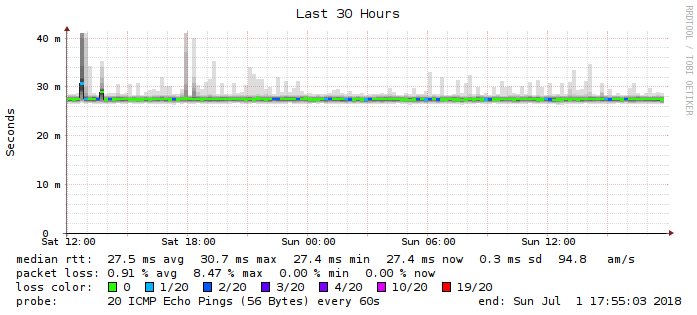 Last 30 Hours
RRDTOOL / TOBI OETIKER
Seconds
40 m
30 m
20 m
10 m
0
Sat 12:00 Sat 18:00 Sun 00:00 Sun 06:00 Sun 12:00
median rtt: 27.5 ms avg 30.7 ms max 27.4 ms min 27.4 ms now 0.3 ms sd 94.8 am/s
packet loss: 0.91 % avg 8.47 % max 0.00 % min 0.00 % now
loss color: 0 1/20 2/20 3/20 4/20 10/20 19/20
probe: 20 ICMP Echo Pings (56 Bytes) every 60s end: Sun Jul 1 17:55:03 2018